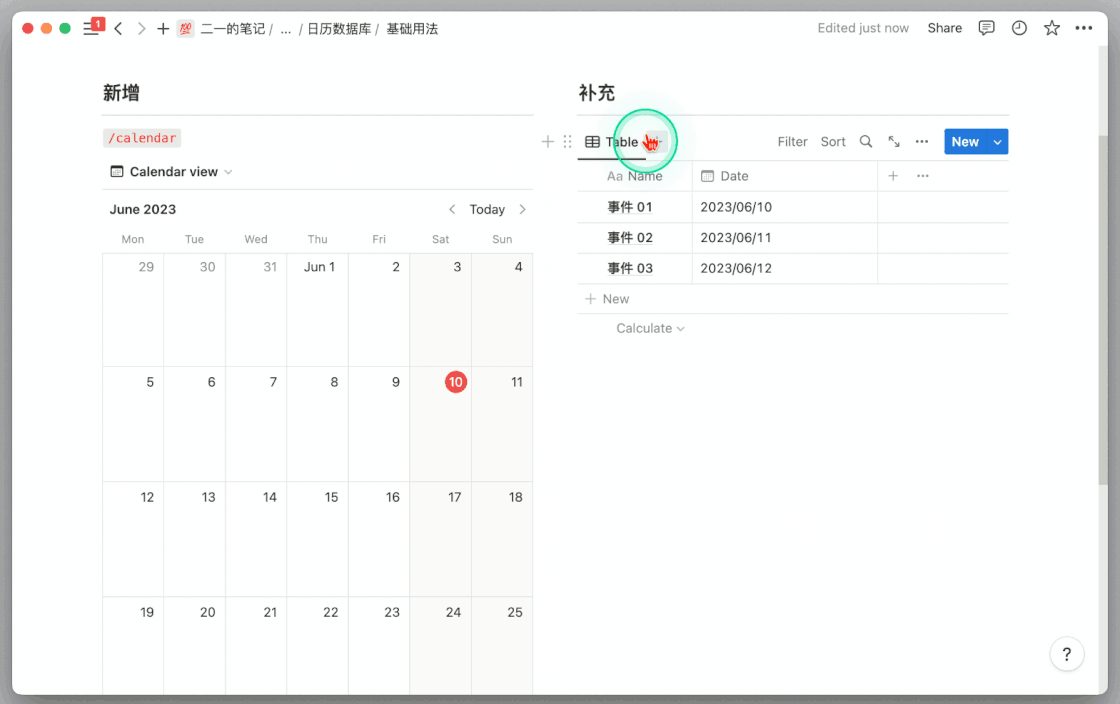 1
💯 二一的笔记 / ... / 日历数据库 / 基础用法
Edited just now Share
新增
/calendar
Calendar view
June 2023
Today
Mon Tue Wed Thu Fri Sat Sun
29 30 31 Jun 1 2 3 4
5 6 7 8 9 10 11
12 13 14 15 16 17 18
19 20 21 22 23 24 25
补充
Table Filter Sort ... New
Aa Name Date + ...
事件 01 2023/06/10
事件 02 2023/06/11
事件 03 2023/06/12
+ New
Calculate
?